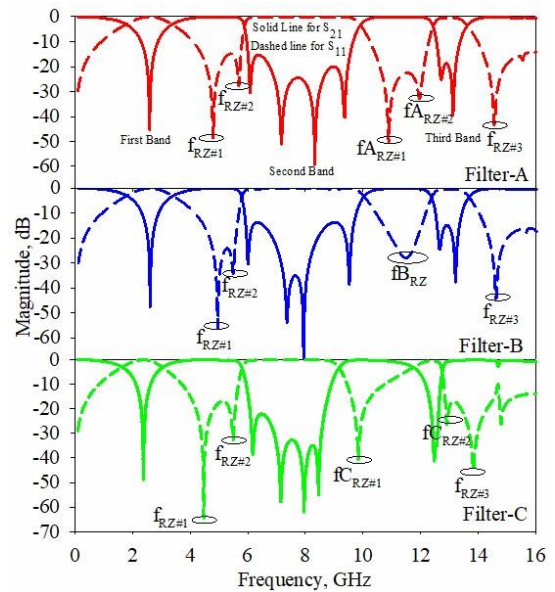 0
-10
-20
-30
-40
-50
-60
Solid Line for S21
Dashed line for S11
First Band
fRZ#1
fRZ#2
Second Band
fARZ#1
fARZ#2
Third Band
fRZ#3
Filter-A
Magnitude, dB
0
-10
-20
-30
-40
-50
-60
fRZ#1
fRZ#2
fBRZ
fRZ#3
Filter-B
0
-10
-20
-30
-40
-50
-60
-70
fRZ#1
fRZ#2
fCRZ#1
fCRZ#2
fRZ#3
Filter-C
0 2 4 6 8 10 12 14 16
Frequency, GHz